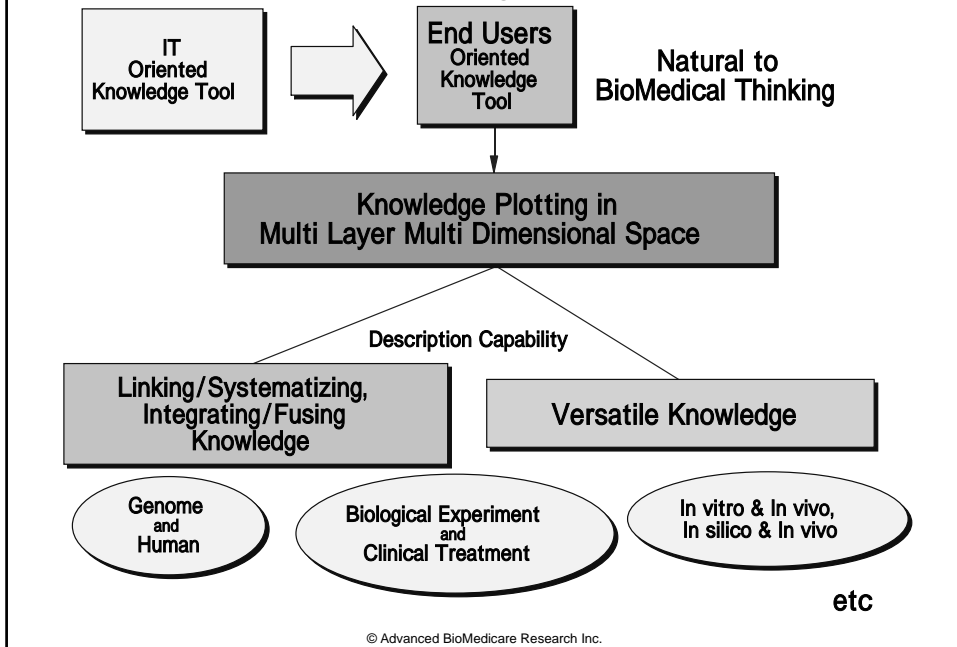 IT
Oriented
Knowledge Tool
End Users
Oriented
Knowledge
Tool
Natural to
BioMedical Thinking
Knowledge Plotting in
Multi Layer Multi Dimensional Space
Description Capability
Linking/Systematizing,
Integrating/Fusing
Knowledge
Versatile Knowledge
Genome
and
Human
Biological Experiment
and
Clinical Treatment
In vitro & In vivo,
In silico & In vivo
etc
© Advanced BioMedicare Research Inc.